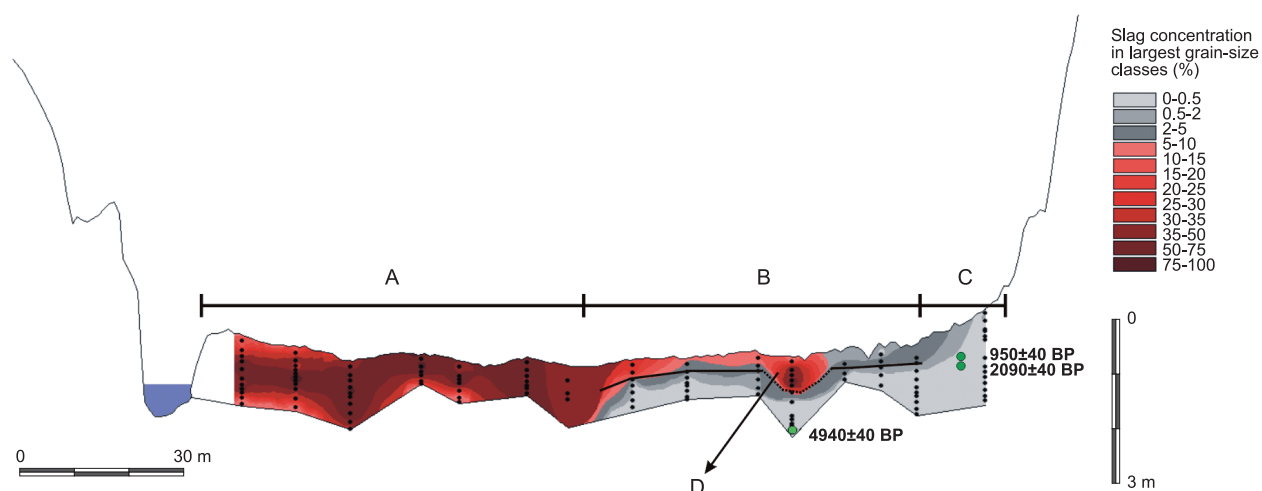 Slag concentration
in largest grain-size
classes (%)
0-0.5
0.5-2
2-5
5-10
10-15
15-20
20-25
25-30
30-35
35-50
50-75
75-100
A
B
C
0
950±40 BP
2090±40 BP
4940±40 BP
0
30 m
D
3 m